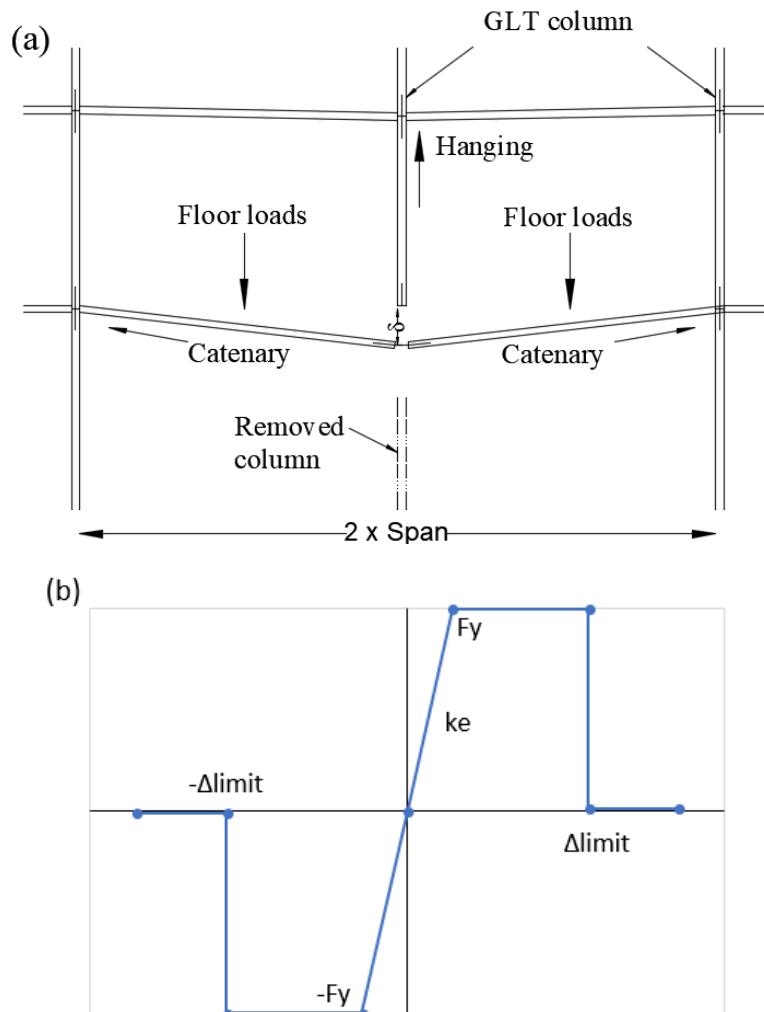 (a)
GLT column
Hanging
Floor loads
Floor loads
δ
Catenary
Catenary
Removed
column
2 x Span
(b)
Fy
ke
-Δlimit
Δlimit
-Fy